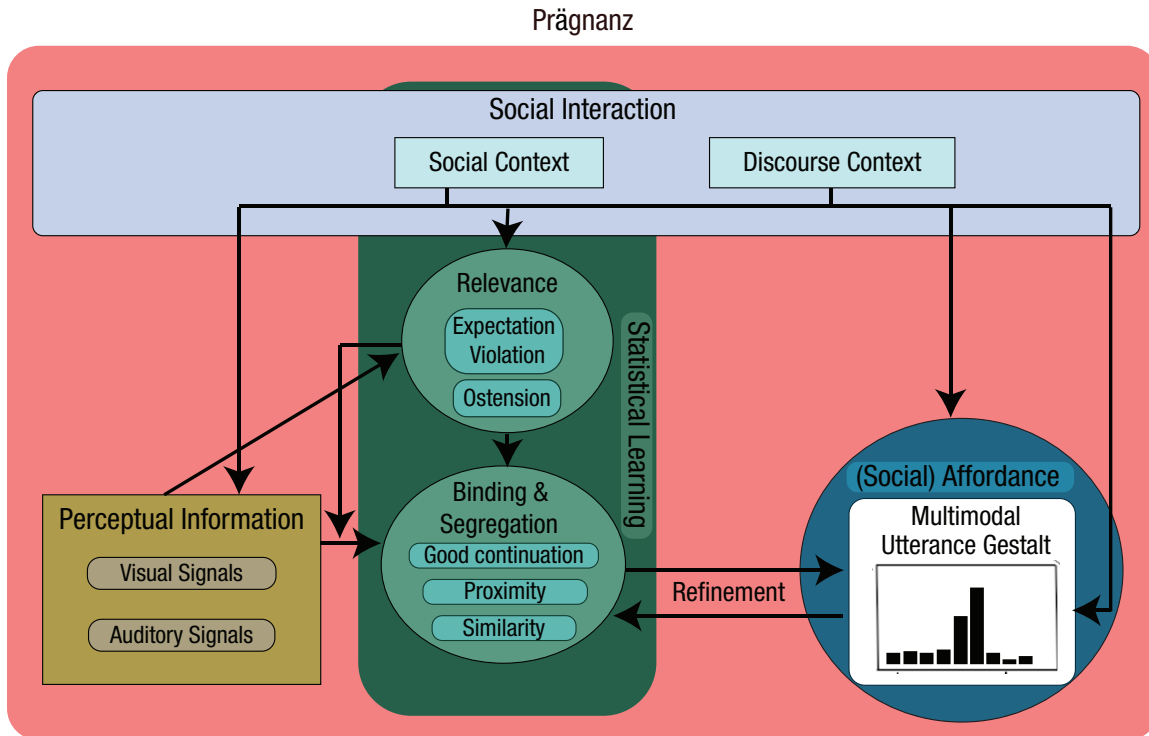 Prägnanz
Social Interaction
Social Context
Discourse Context
Relevance
Expectation
Violation
Ostension
Statistical Learning
Perceptual Information
Visual Signals
Auditory Signals
Binding &
Segregation
Good continuation
Proximity
Similarity
Refinement
(Social) Affordance
Multimodal
Utterance Gestalt